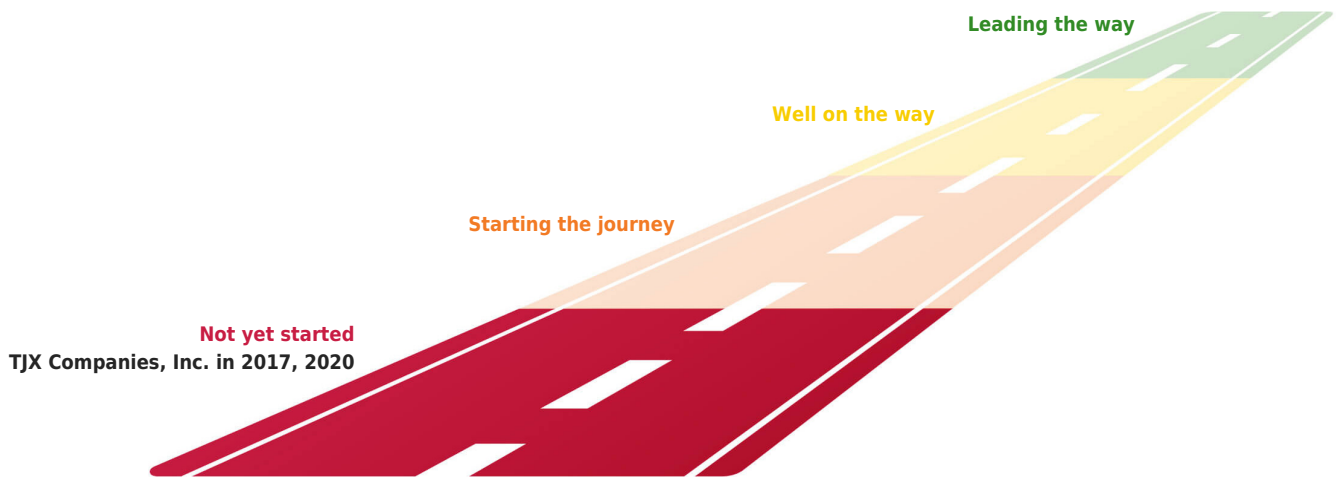 Leading the way
Well on the way
Starting the journey
Not yet started
TJX Companies, Inc. in 2017, 2020